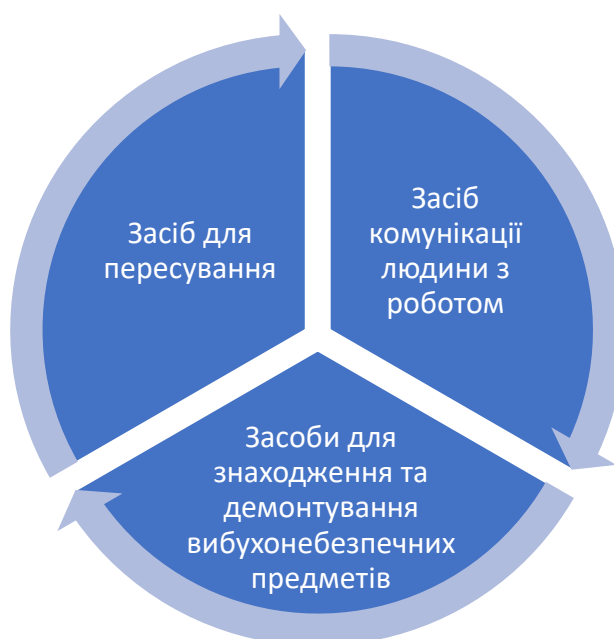 Засіб для
пересування
Засіб
комунікації
людини з
роботом
Засоби для
знаходження та
демонтування
вибухонебезпечних
предметів